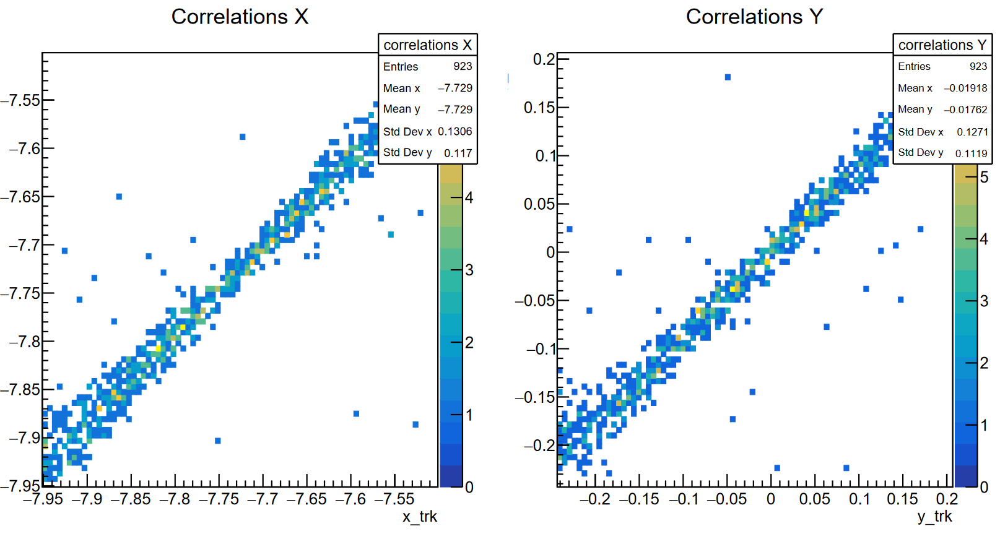 Correlations X
correlations X
Entries 923
Mean x −7.729
Mean y −7.729
Std Dev x 0.1306
Std Dev y 0.117
−7.55
−7.6
−7.65
−7.7
−7.75
−7.8
−7.85
−7.9
−7.95
4
3
2
1
0
−7.95 −7.9 −7.85 −7.8 −7.75 −7.7 −7.65 −7.6 −7.55
x_trk
Correlations Y
correlations Y
Entries 923
Mean x −0.01918
Mean y −0.01762
Std Dev x 0.1271
Std Dev y 0.1119
0.2
0.15
0.1
0.05
0
−0.05
−0.1
−0.15
−0.2
5
4
3
2
1
0
−0.2 −0.15 −0.1 −0.05 0 0.05 0.1 0.15 0.2
y_trk